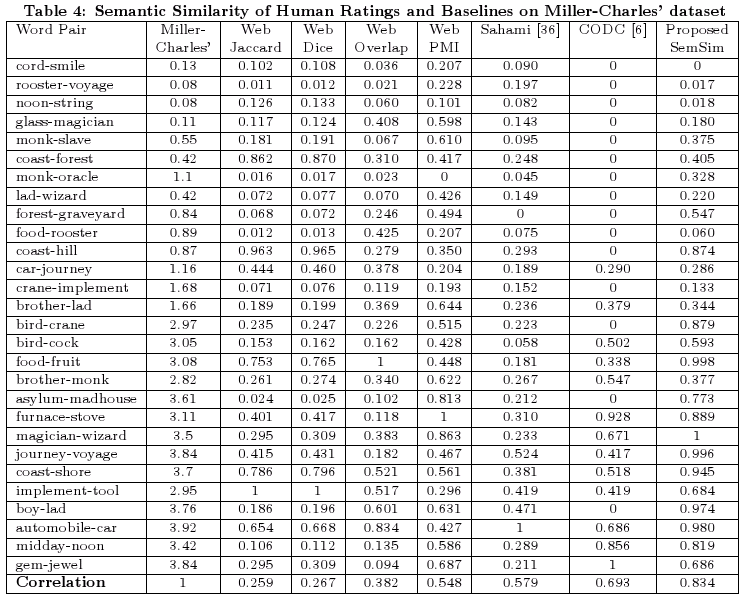 Table 4: Semantic Similarity of Human Ratings and Baselines on Miller-Charles' dataset
Word Pair Miller- Web Web Web Web Sahami [36] CODC [6] Proposed
Charles' Jaccard Dice Overlap PMI SemSim
cord-smile 0.13 0.102 0.108 0.036 0.207 0.090 0 0
rooster-voyage 0.08 0.011 0.012 0.021 0.228 0.197 0 0.017
noon-string 0.08 0.126 0.133 0.060 0.101 0.082 0 0.018
glass-magician 0.11 0.117 0.124 0.408 0.598 0.143 0 0.180
monk-slave 0.55 0.181 0.191 0.067 0.610 0.095 0 0.375
coast-forest 0.42 0.862 0.870 0.310 0.417 0.248 0 0.405
monk-oracle 1.1 0.016 0.017 0.023 0 0.045 0 0.328
lad-wizard 0.42 0.072 0.077 0.070 0.426 0.149 0 0.220
forest-graveyard 0.84 0.068 0.072 0.246 0.494 0 0 0.547
food-rooster 0.89 0.012 0.013 0.425 0.207 0.075 0 0.060
coast-hill 0.87 0.963 0.965 0.279 0.350 0.293 0 0.874
car-journey 1.16 0.444 0.460 0.378 0.204 0.189 0.290 0.286
crane-implement 1.68 0.071 0.076 0.119 0.193 0.152 0 0.133
brother-lad 1.66 0.189 0.199 0.369 0.644 0.236 0.379 0.344
bird-crane 2.97 0.235 0.247 0.226 0.515 0.223 0 0.879
bird-cock 3.05 0.153 0.162 0.162 0.428 0.058 0.502 0.593
food-fruit 3.08 0.753 0.765 1 0.448 0.181 0.338 0.998
brother-monk 2.82 0.261 0.274 0.340 0.622 0.267 0.547 0.377
asylum-madhouse 3.61 0.024 0.025 0.102 0.813 0.212 0 0.773
furnace-stove 3.11 0.401 0.417 0.118 1 0.310 0.928 0.889
magician-wizard 3.5 0.295 0.309 0.383 0.863 0.233 0.671 1
journey-voyage 3.84 0.415 0.431 0.182 0.467 0.524 0.417 0.996
coast-shore 3.7 0.786 0.796 0.521 0.561 0.381 0.518 0.945
implement-tool 2.95 1 1 0.517 0.296 0.419 0.419 0.684
boy-lad 3.76 0.186 0.196 0.601 0.631 0.471 0 0.974
automobile-car 3.92 0.654 0.668 0.834 0.427 1 0.686 0.980
midday-noon 3.42 0.106 0.112 0.135 0.586 0.289 0.856 0.819
gem-jewel 3.84 0.295 0.309 0.094 0.687 0.211 1 0.686
Correlation 1 0.259 0.267 0.382 0.548 0.579 0.693 0.834